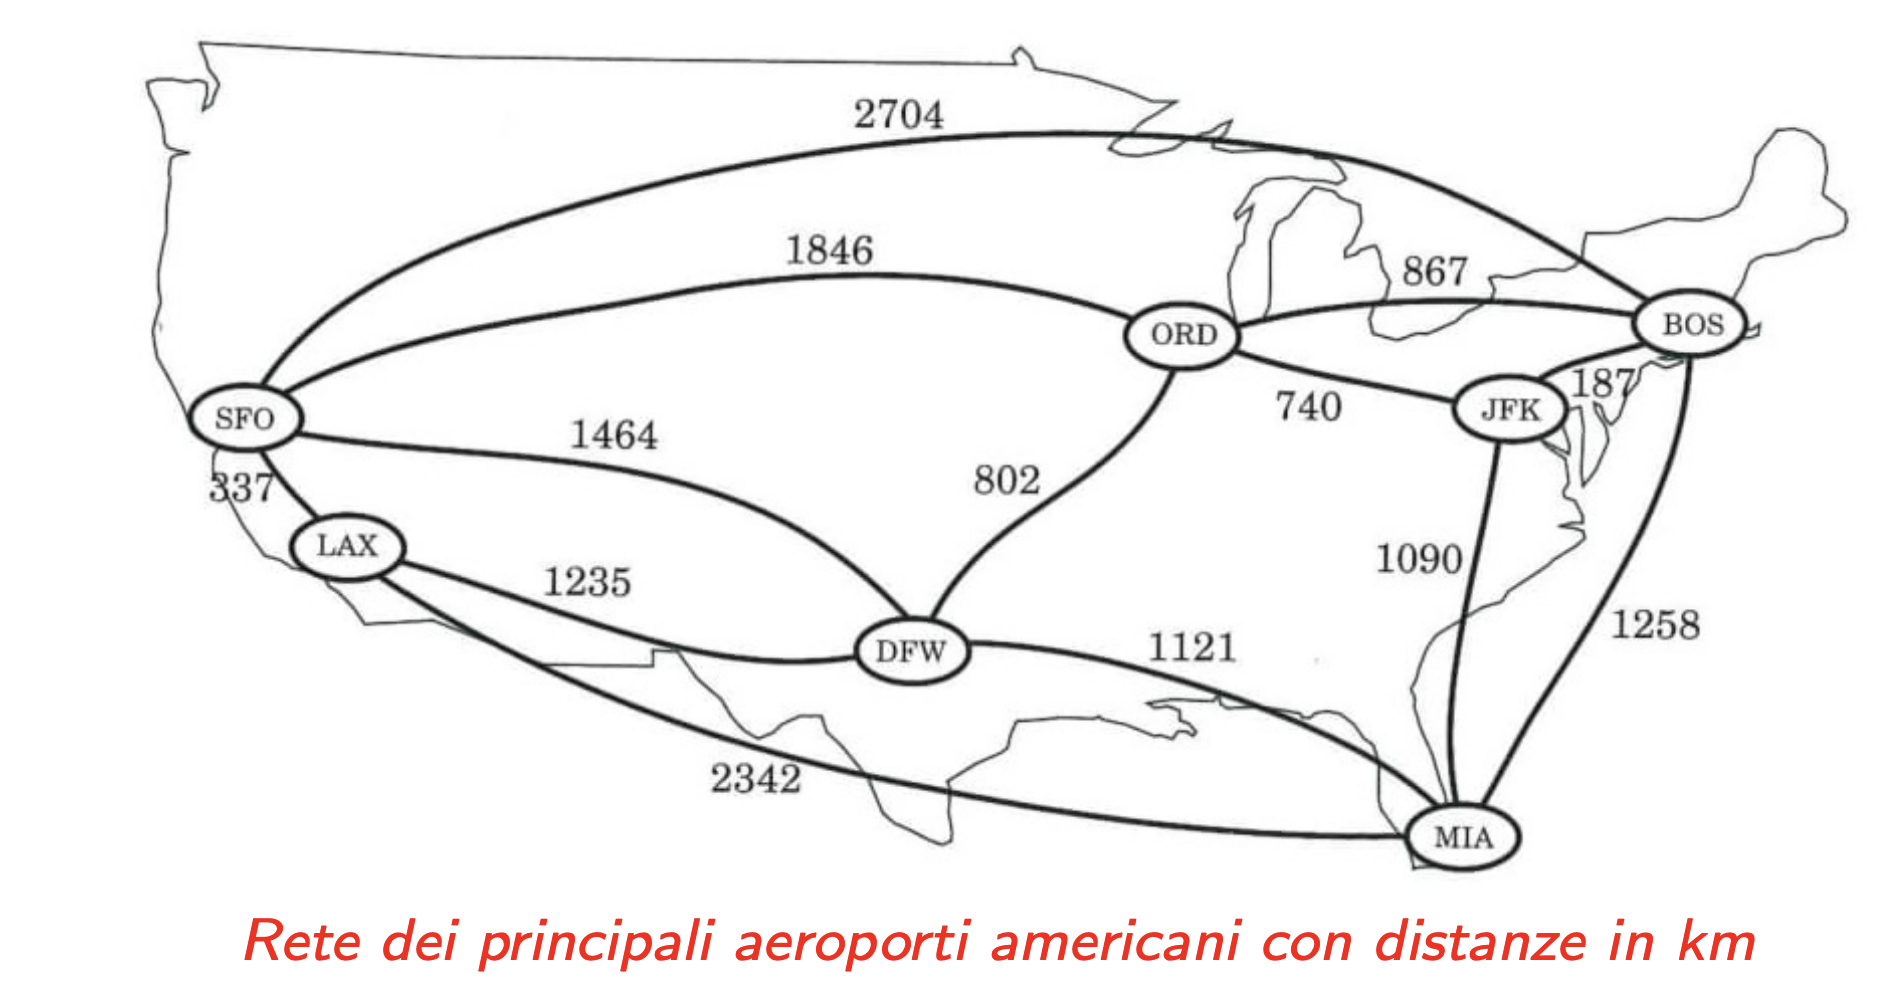 2704
1846
867
ORD
BOS
SFO
1464
740
JFK
187
337
802
LAX
1235
1090
DFW
1121
1258
2342
MIA
Rete dei principali aeroporti americani con distanze in km